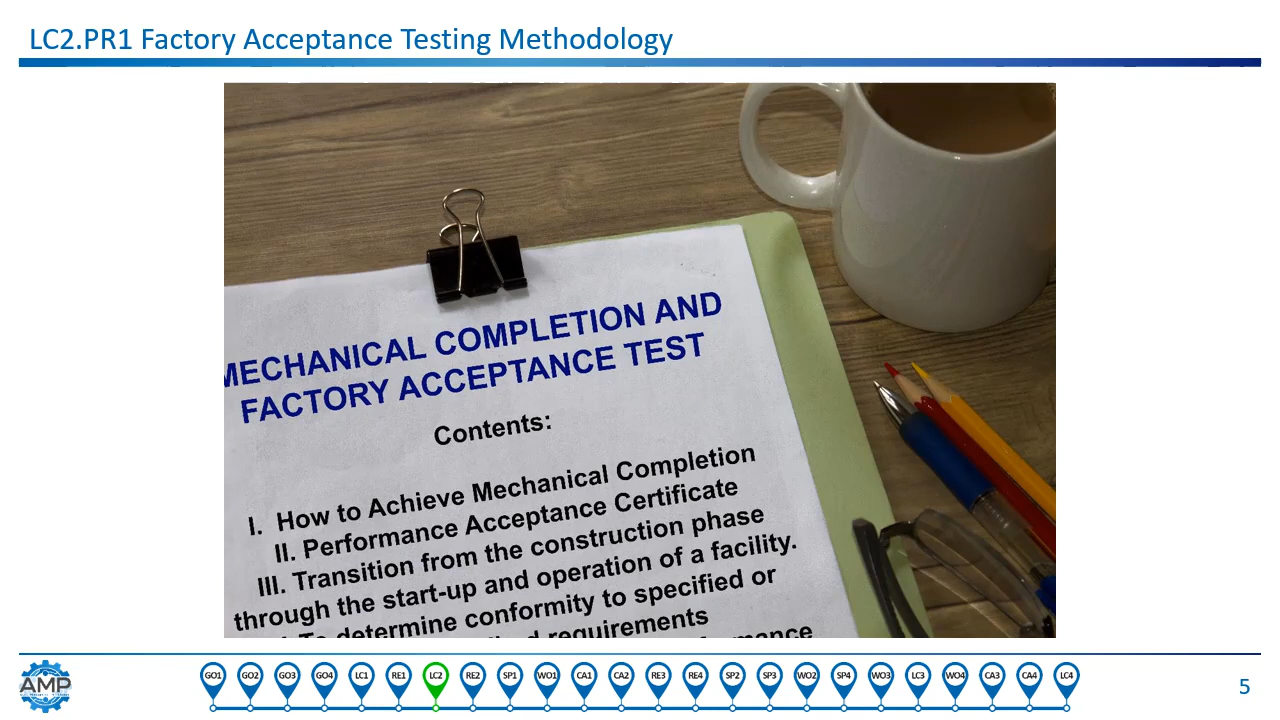 LC2.PR1 Factory Acceptance Testing Methodology
MECHANICAL COMPLETION AND
FACTORY ACCEPTANCE TEST
Contents:
I. How to Achieve Mechanical Completion
II. Performance Acceptance Certificate
III. Transition from the construction phase
through the start-up and operation of a facility.
To determine conformity to specified or
requirements
AMP
GO1 GO2 GO3 GO4 LC1 RE1 LC2 RE2 SP1 WO1 CA1 CA2 RE3 RE4 SP2 SP3 WO2 SP4 WO3 LC3 WO4 CA3 CA4 LC4
5